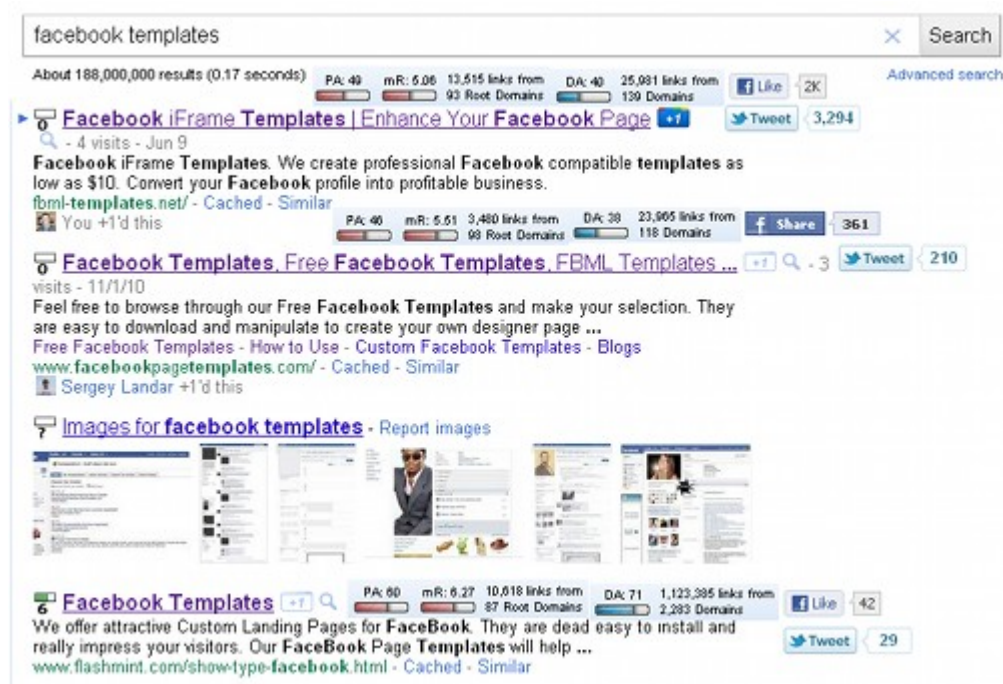 facebook templates × Search
About 188,000,000 results (0.17 seconds) PA: 49 mR: 5.06 13,515 links from 93 Root Domains DA: 40 25,981 links from 139 Domains Like 2K Advanced search
0 Facebook iFrame Templates | Enhance Your Facebook Page +1 Tweet 3,294
- 4 visits - Jun 9
Facebook iFrame Templates. We create professional Facebook compatible templates as
low as $10. Convert your Facebook profile into profitable business.
fbml-templates.net/ - Cached - Similar
You +1'd this PA: 46 mR: 5.51 3,480 links from 98 Root Domains DA: 38 23,965 links from 118 Domains f Share 361
0 Facebook Templates, Free Facebook Templates, FBML Templates ... +1 - 3 Tweet 210
visits - 11/1/10
Feel free to browse through our Free Facebook Templates and make your selection. They
are easy to download and manipulate to create your own designer page ...
Free Facebook Templates - How to Use - Custom Facebook Templates - Blogs
www.facebookpagetemplates.com/ - Cached - Similar
Sergey Landar +1'd this
? Images for facebook templates - Report images
6 Facebook Templates +1 PA: 60 mR: 6.27 10,618 links from 87 Root Domains DA: 71 1,123,385 links from 2,283 Domains Like 42
We offer attractive Custom Landing Pages for FaceBook. They are dead easy to install and
really impress your visitors. Our FaceBook Page Templates will help ... Tweet 29
www.flashmint.com/show-type-facebook.html - Cached - Similar